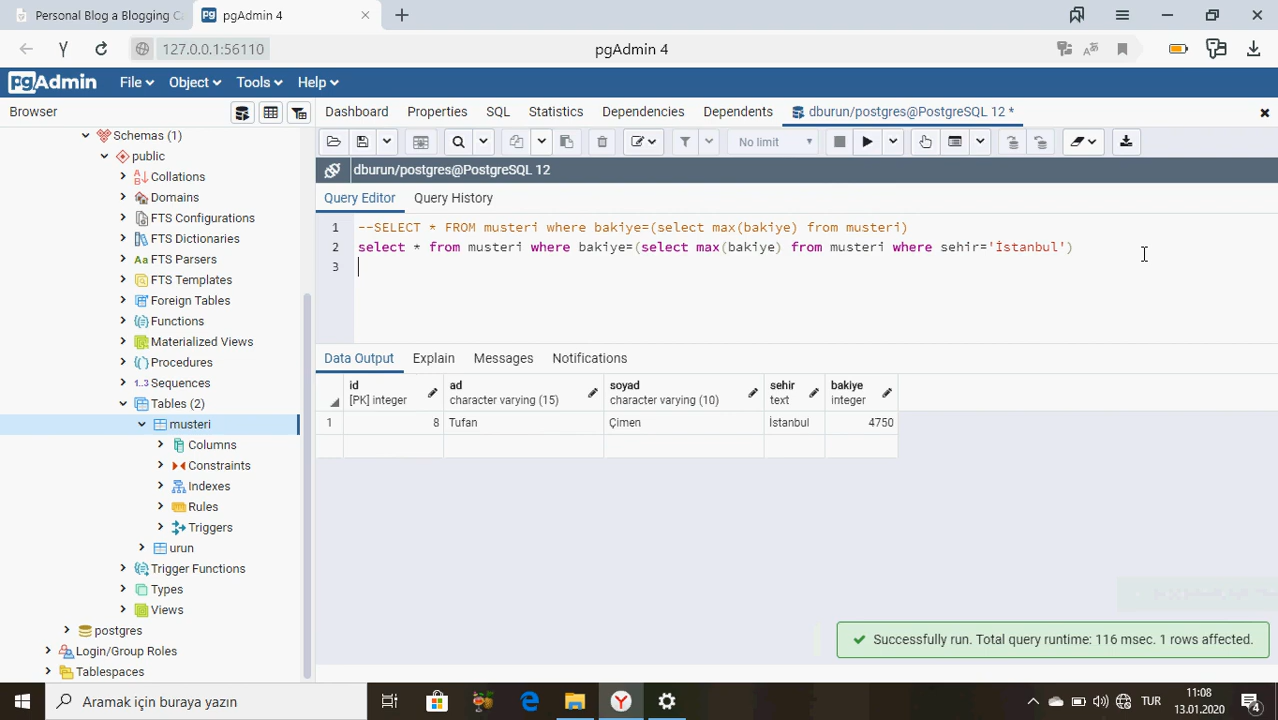 Personal Blog a Blogging Ca
pgAdmin 4
127.0.0.1:56110
pgAdmin 4
pgAdmin
File
Object
Tools
Help
Browser
Dashboard
Properties
SQL
Statistics
Dependencies
Dependents
dburun/postgres@PostgreSQL 12 *
No limit
dburun/postgres@PostgreSQL 12
Query Editor
Query History
1 --SELECT * FROM musteri where bakiye=(select max(bakiye) from musteri)
2 select * from musteri where bakiye=(select max(bakiye) from musteri where sehir='İstanbul')
3
Schemas (1)
public
Collations
Domains
FTS Configurations
FTS Dictionaries
FTS Parsers
FTS Templates
Foreign Tables
Functions
Materialized Views
Procedures
1..3 Sequences
Tables (2)
musteri
Columns
Constraints
Indexes
Rules
Triggers
urun
Trigger Functions
Types
Views
postgres
Login/Group Roles
Tablespaces
Data Output
Explain
Messages
Notifications
id
[PK] integer
ad
character varying (15)
soyad
character varying (10)
sehir
text
bakiye
integer
1 8 Tufan Çimen İstanbul 4750
Successfully run. Total query runtime: 116 msec. 1 rows affected.
Aramak için buraya yazın
TUR
11:08
13.01.2020
4